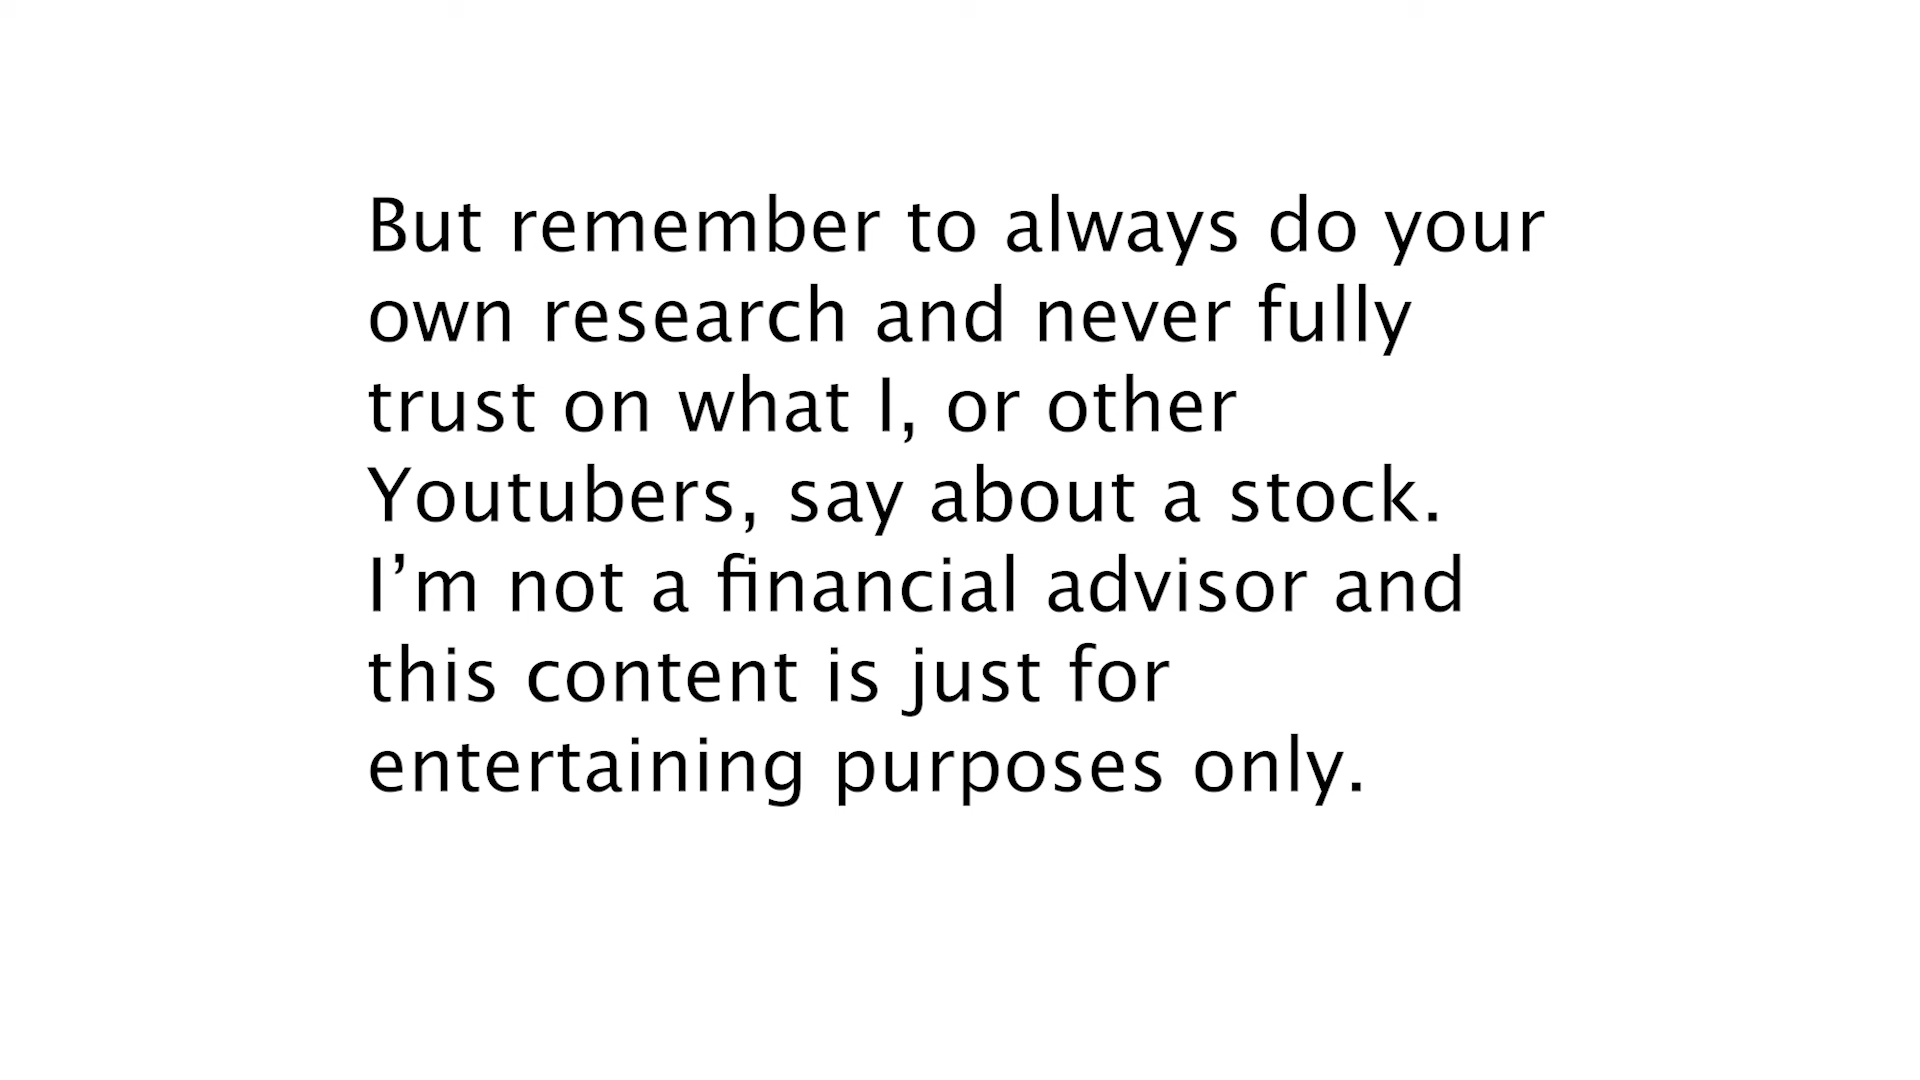 But remember to always do your
own research and never fully
trust on what I, or other
Youtubers, say about a stock.
I’m not a financial advisor and
this content is just for
entertaining purposes only.